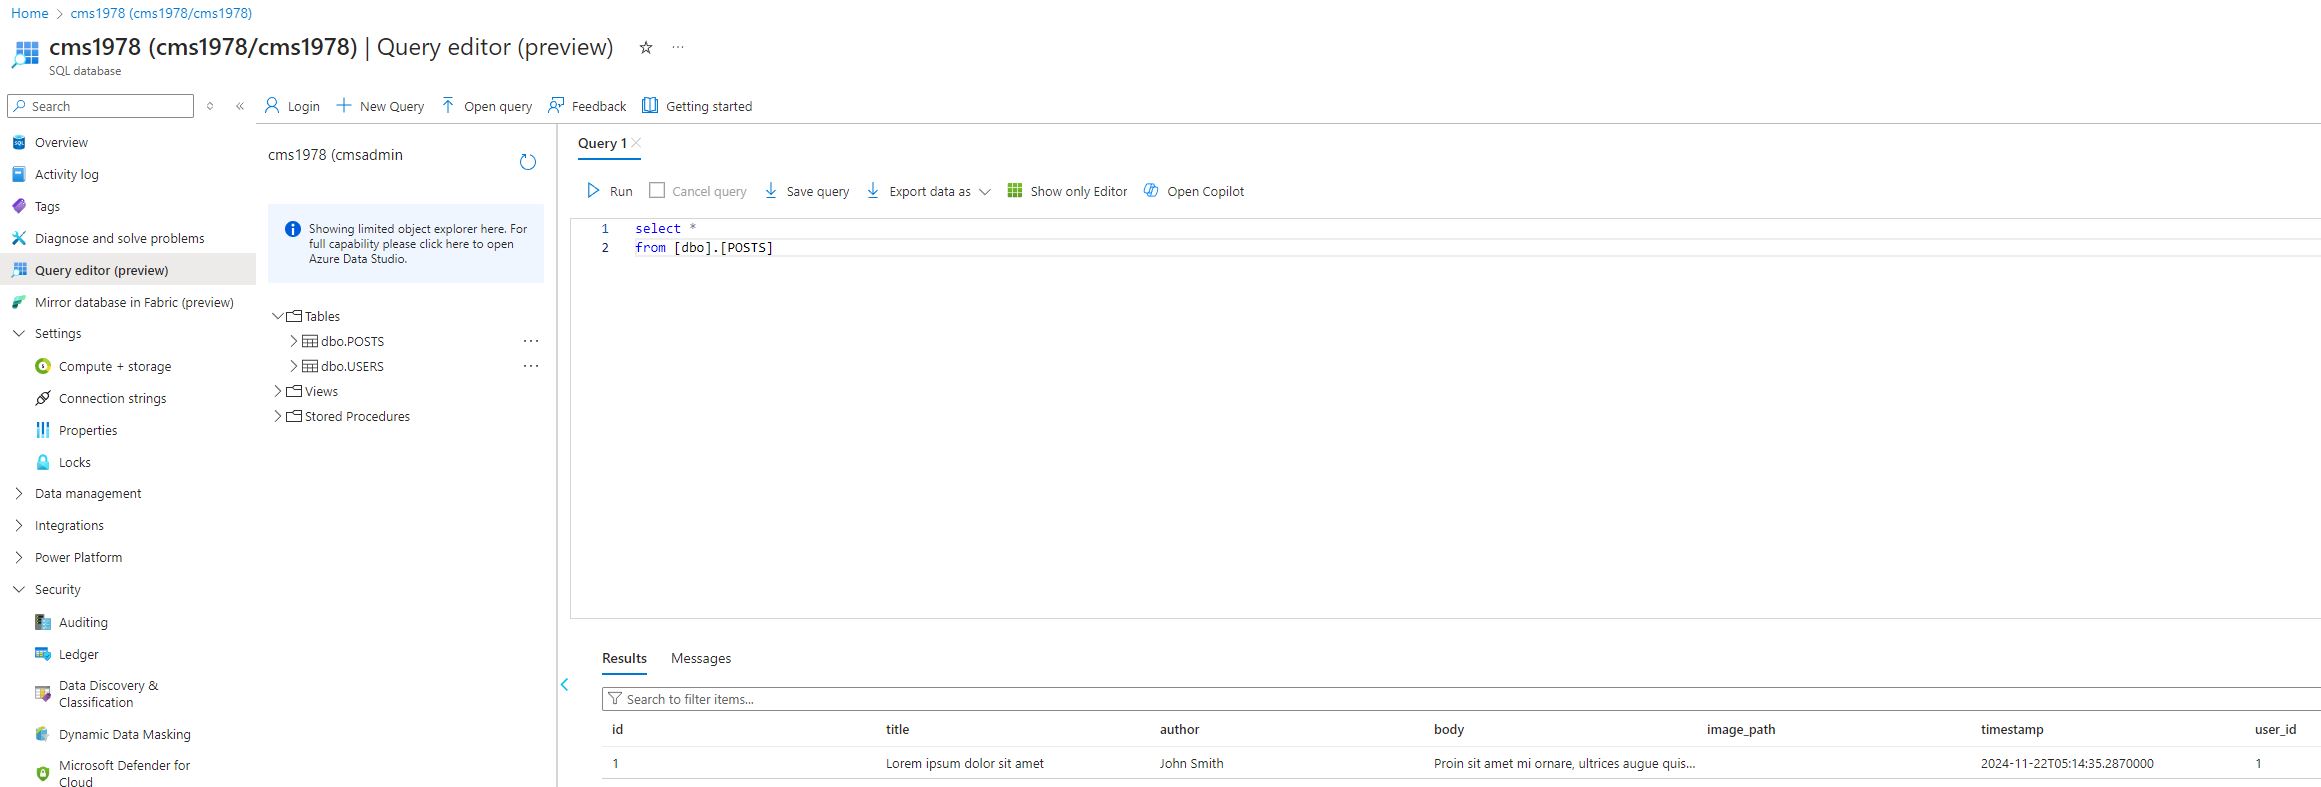 Home > cms1978 (cms1978/cms1978)
cms1978 (cms1978/cms1978) | Query editor (preview)
SQL database
Search
Login
New Query
Open query
Feedback
Getting started
Overview
Activity log
Tags
Diagnose and solve problems
Query editor (preview)
Mirror database in Fabric (preview)
Settings
Compute + storage
Connection strings
Properties
Locks
Data management
Integrations
Power Platform
Security
Auditing
Ledger
Data Discovery &
Classification
Dynamic Data Masking
Microsoft Defender for
Cloud
cms1978 (cmsadmin
Showing limited object explorer here. For
full capability please click here to open
Azure Data Studio.
Tables
dbo.POSTS
dbo.USERS
Views
Stored Procedures
Query 1
Run
Cancel query
Save query
Export data as
Show only Editor
Open Copilot
1 select *
2 from [dbo].[POSTS]
Results Messages
Search to filter items...
id title author body image_path timestamp user_id
1 Lorem ipsum dolor sit amet John Smith Proin sit amet mi ornare, ultrices augue quis... 2024-11-22T05:14:35.2870000 1